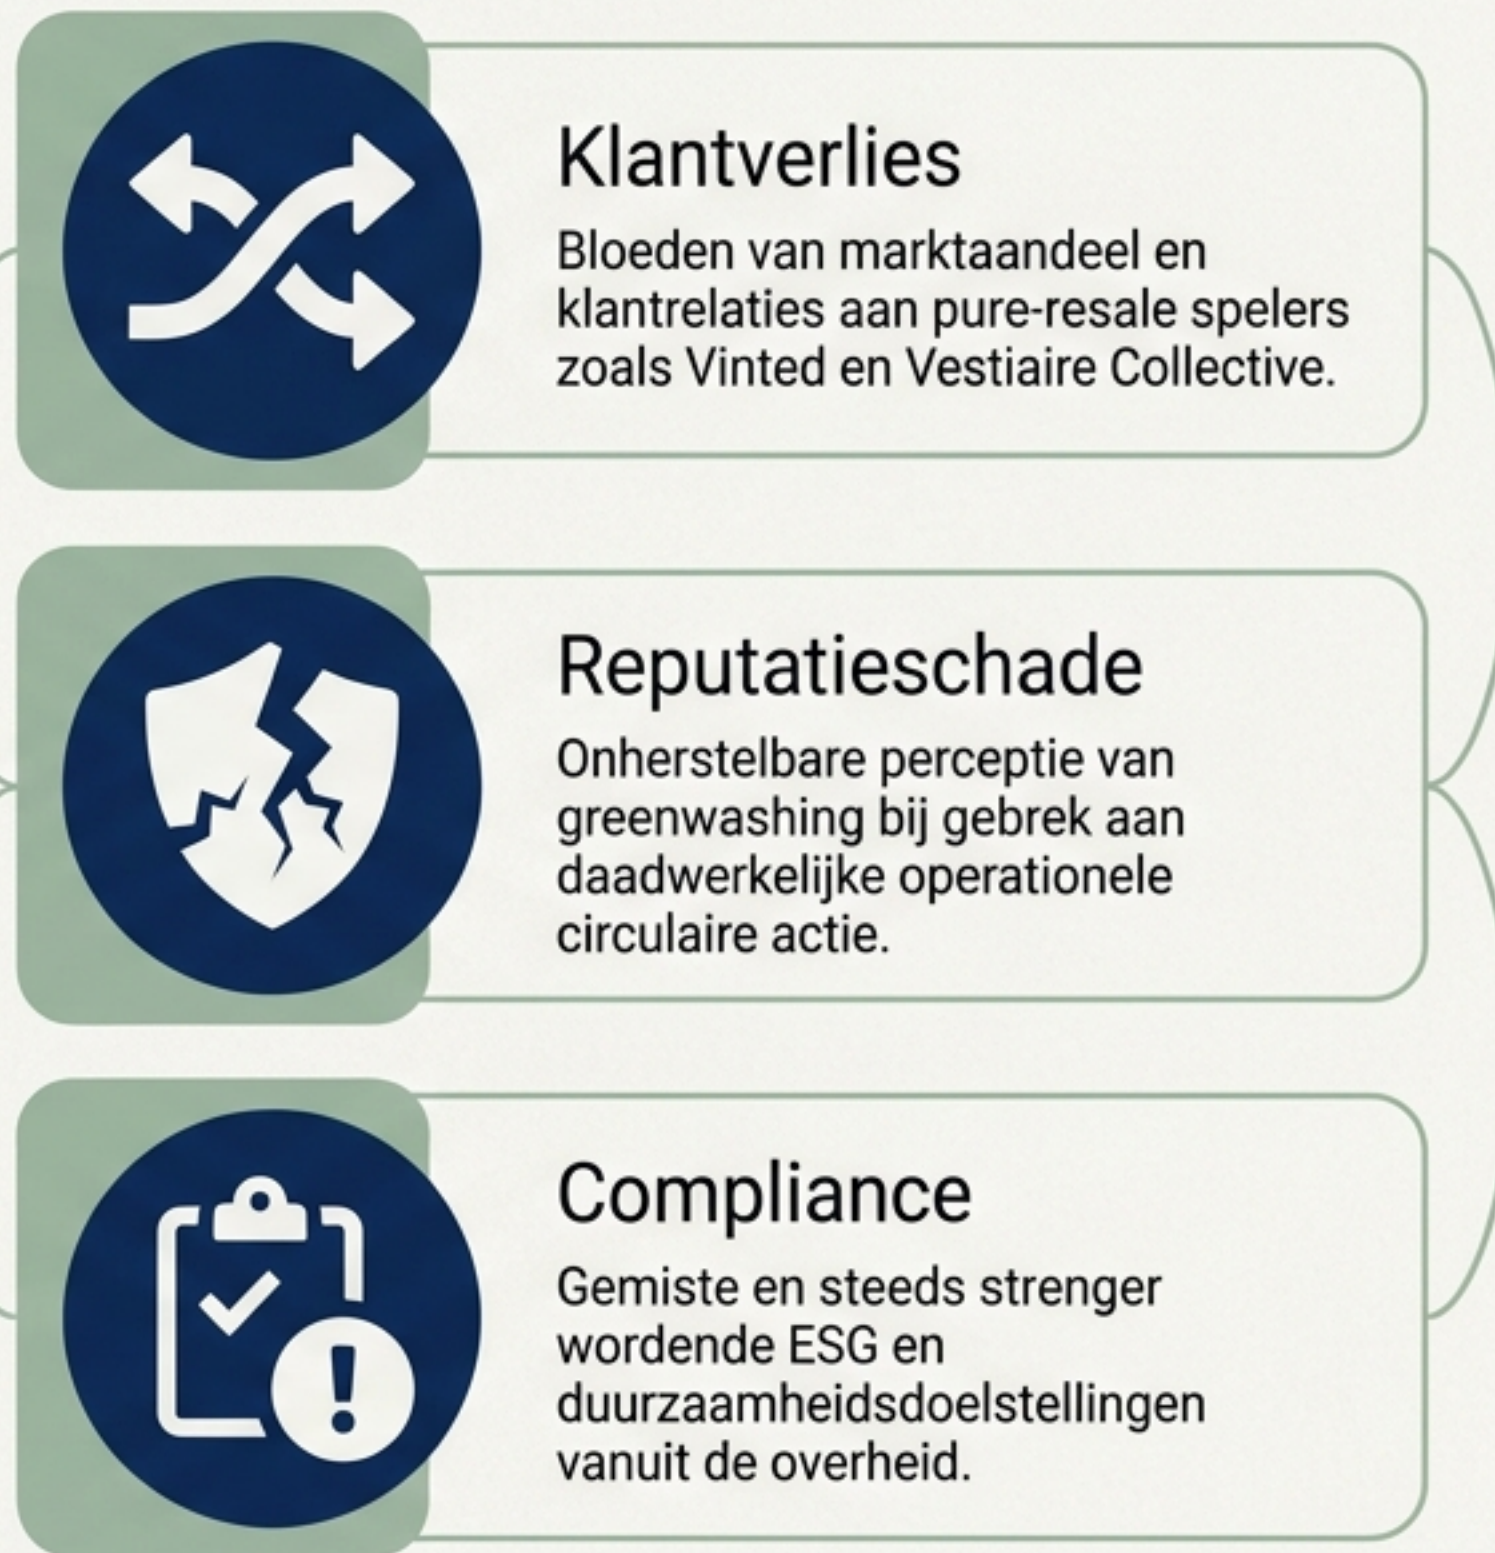 Klantverlies
Bloeden van marktaandeel en
klantrelaties aan pure-resale spelers
zoals Vinted en Vestiaire Collective.
Reputatieschade
Onherstelbare perceptie van
greenwashing bij gebrek aan
daadwerkelijke operationele
circulaire actie.
Compliance
Gemiste en steeds strenger
wordende ESG en
duurzaamheidsdoelstellingen
vanuit de overheid.